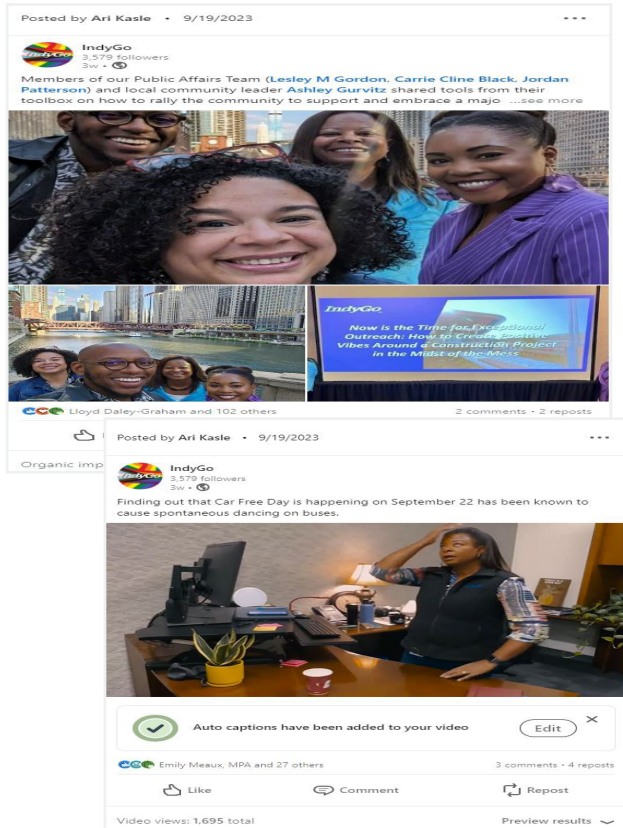 Posted by Ari Kasle • 9/19/2023
IndyGo
IndyGo
3,579 followers
3w •
Members of our Public Affairs Team (Lesley M Gordon, Carrie Cline Black, Jordan
Patterson) and local community leader Ashley Gurvitz shared tools from their
toolbox on how to rally the community to support and embrace a majo ...see more
IndyGo
Now is the Time for Exceptional
Outreach: How to Create Positive
Vibes Around a Construction Project
in the Midst of the Mess
Lloyd Daley-Graham and 102 others
2 comments • 2 reposts
Organic imp
Posted by Ari Kasle • 9/19/2023
IndyGo
IndyGo
3,579 followers
3w •
Finding out that Car Free Day is happening on September 22 has been known to
cause spontaneous dancing on buses.
Auto captions have been added to your video
Edit
Emily Meaux, MPA and 27 others
3 comments • 4 reposts
Like
Comment
Repost
Video views: 1,695 total
Preview results